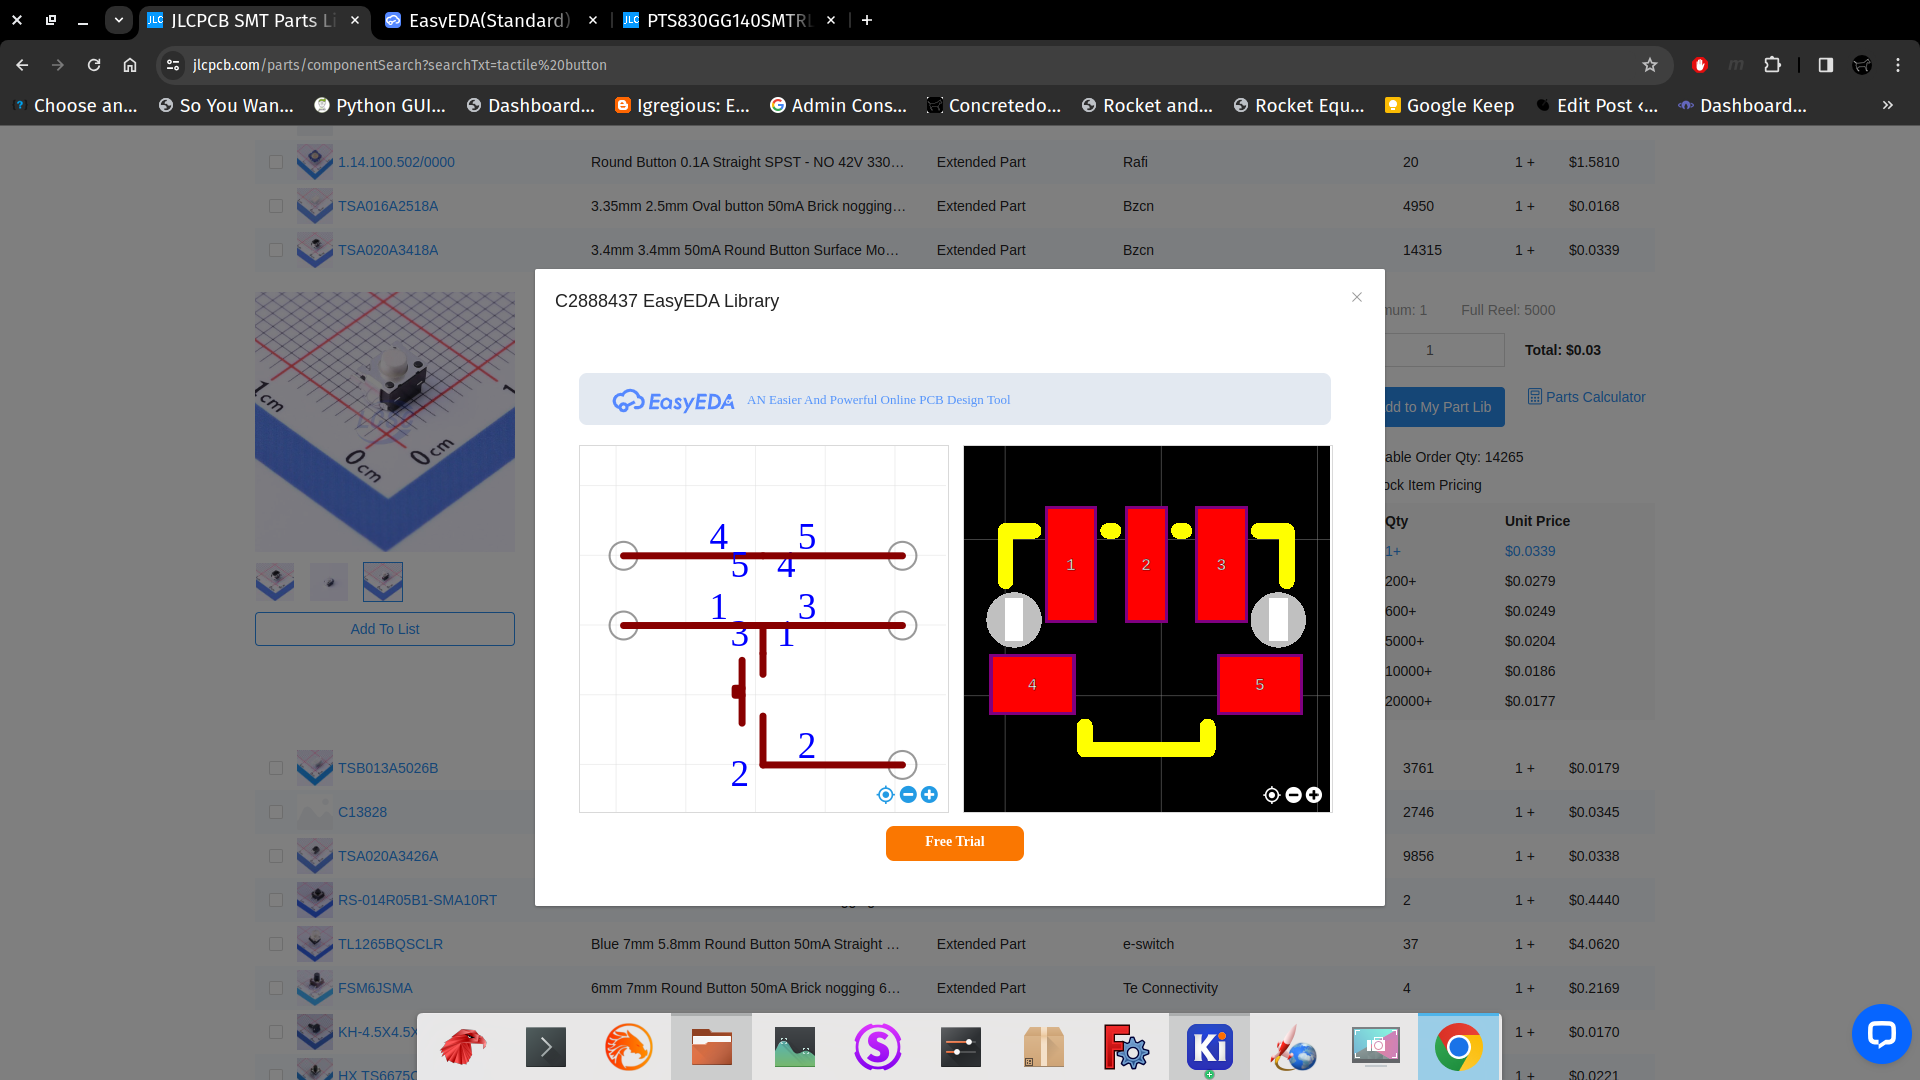 JLCPCB SMT Parts Li
EasyEDA(Standard)
PTS830GG140SMTRL
jlcpcb.com/parts/componentSearch?searchTxt=tactile%20button
Choose an...
So You Wan...
Python GUI...
Dashboard...
Igregious: E...
Admin Cons...
Concretedo...
Rocket and...
Rocket Equ...
Google Keep
Edit Post ‹...
Dashboard...
»
1.14.100.502/0000 Round Button 0.1A Straight SPST - NO 42V 330... Extended Part Rafi 20 1 + $1.5810
TSA016A2518A 3.35mm 2.5mm Oval button 50mA Brick nogging... Extended Part Bzcn 4950 1 + $0.0168
TSA020A3418A 3.4mm 3.4mm 50mA Round Button Surface Mo... Extended Part Bzcn 14315 1 + $0.0339
C2888437 EasyEDA Library
mum: 1 Full Reel: 5000
1 Total: $0.03
dd to My Part Lib
Parts Calculator
EasyEDA AN Easier And Powerful Online PCB Design Tool
able Order Qty: 14265
ock Item Pricing
Qty Unit Price
1+ $0.0339
200+ $0.0279
600+ $0.0249
5000+ $0.0204
10000+ $0.0186
20000+ $0.0177
1cm
0cm
0cm
1
Add To List
4 5
5 4
1 3
3 1
2
2
1 2 3
4 5
Free Trial
TSB013A5026B 3761 1 + $0.0179
C13828 2746 1 + $0.0345
TSA020A3426A 9856 1 + $0.0338
RS-014R05B1-SMA10RT 2 1 + $0.4440
TL1265BQSCLR Blue 7mm 5.8mm Round Button 50mA Straight ... Extended Part e-switch 37 1 + $4.0620
FSM6JSMA 6mm 7mm Round Button 50mA Brick nogging 6... Extended Part Te Connectivity 4 1 + $0.2169
KH-4.5X4.5X 1 + $0.0170
HX TS6675C 1 + $0.0221
Ki